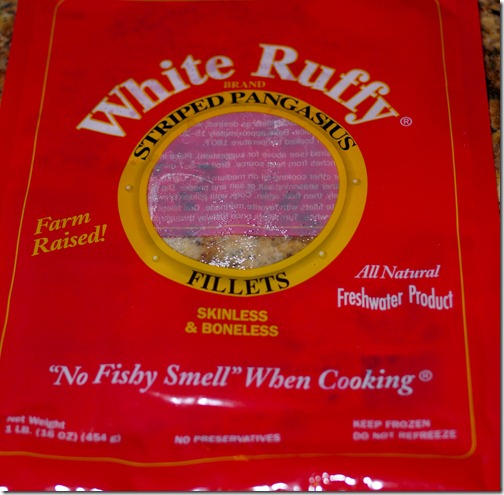 White Ruffy®
BRAND
STRIPED PANGASIUS
Farm
Raised!
FILLETS
All Natural
Freshwater Product
SKINLESS
& BONELESS
"No Fishy Smell" When Cooking®
Net Weight
1 LB. (16 OZ) (454 g)
NO PRESERVATIVES
KEEP FROZEN
DO NOT REFREEZE